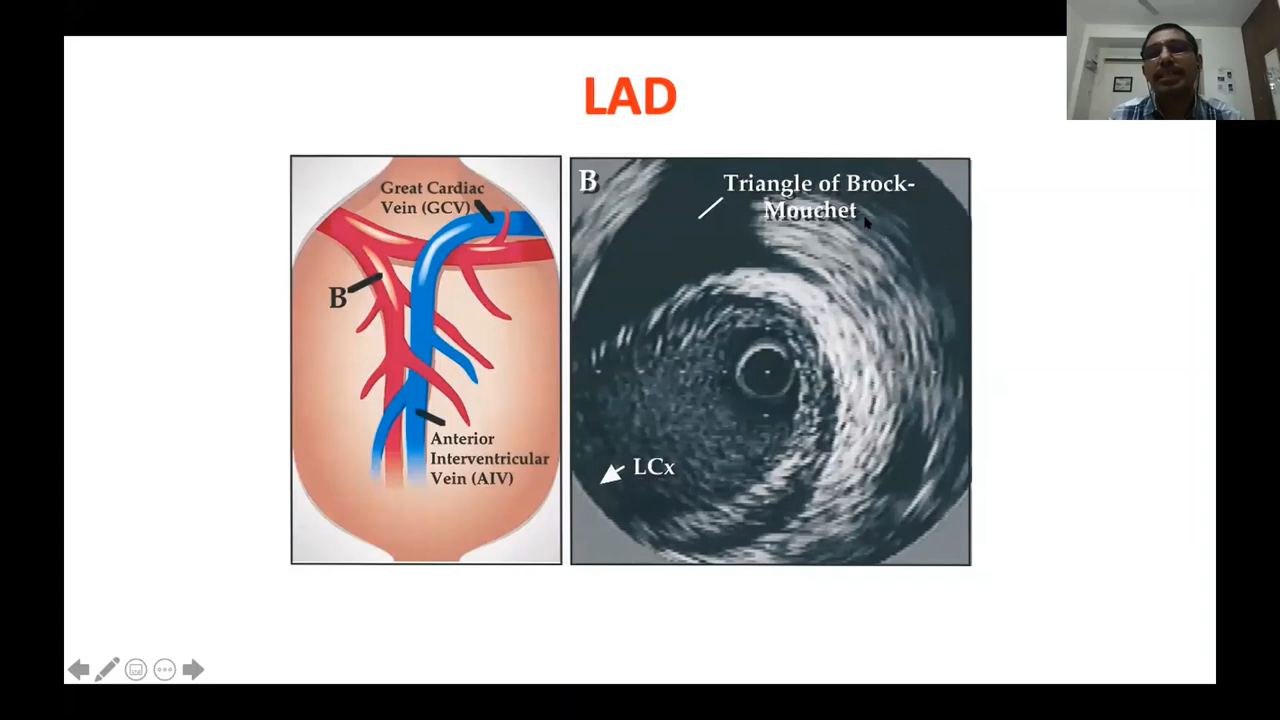 LAD
Great Cardiac
Vein (GCV)
B
Anterior
Interventricular
Vein (AIV)
B
Triangle of Brock-
Mouchet
LCx